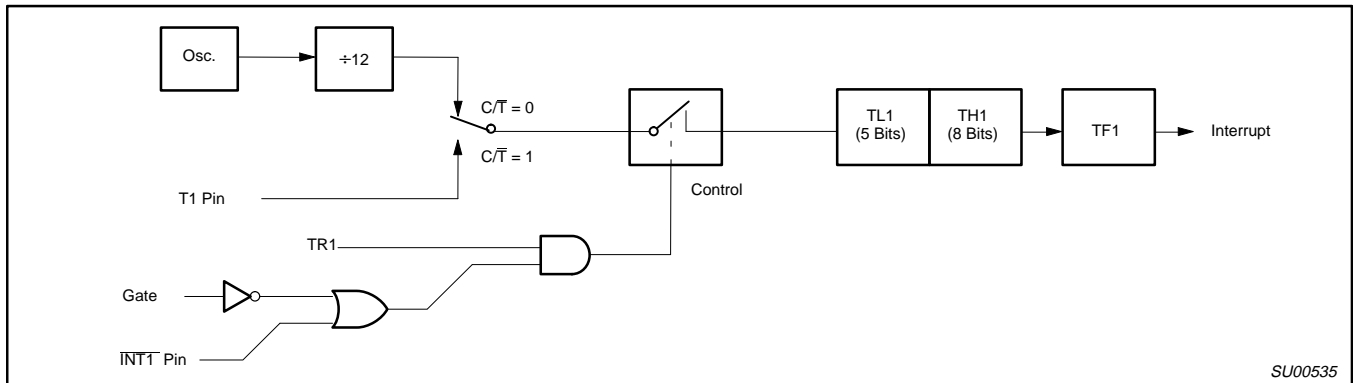 Osc.
÷12
C/T̅ = 0
C/T̅ = 1
TL1
(5 Bits)
TH1
(8 Bits)
TF1
Interrupt
T1 Pin
Control
TR1
Gate
I̅N̅T̅1̅ Pin
SU00535